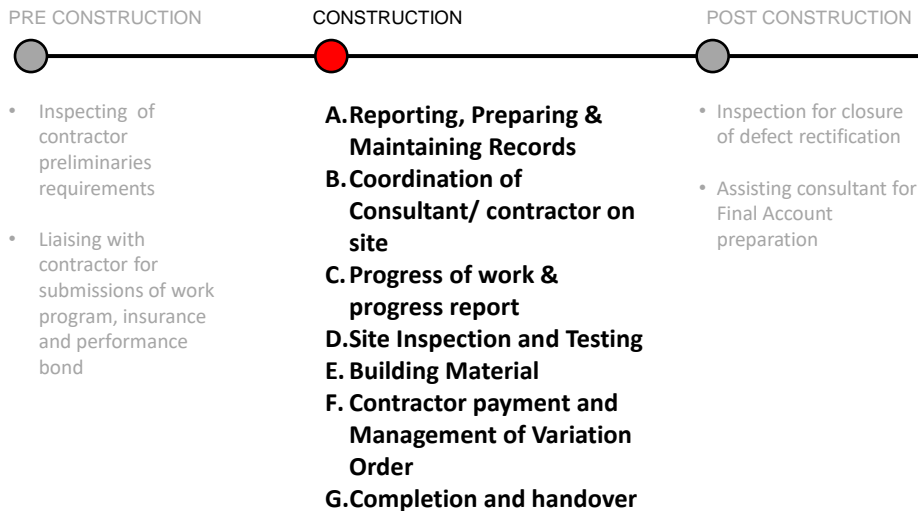 PRE CONSTRUCTION
• Inspecting of
contractor
preliminaries
requirements
• Liaising with
contractor for
submissions of work
program, insurance
and performance
bond
CONSTRUCTION
A.Reporting, Preparing &
Maintaining Records
B.Coordination of
Consultant/ contractor on
site
C.Progress of work &
progress report
D.Site Inspection and Testing
E. Building Material
F. Contractor payment and
Management of Variation
Order
G.Completion and handover
POST CONSTRUCTION
• Inspection for closure
of defect rectification
• Assisting consultant for
Final Account
preparation